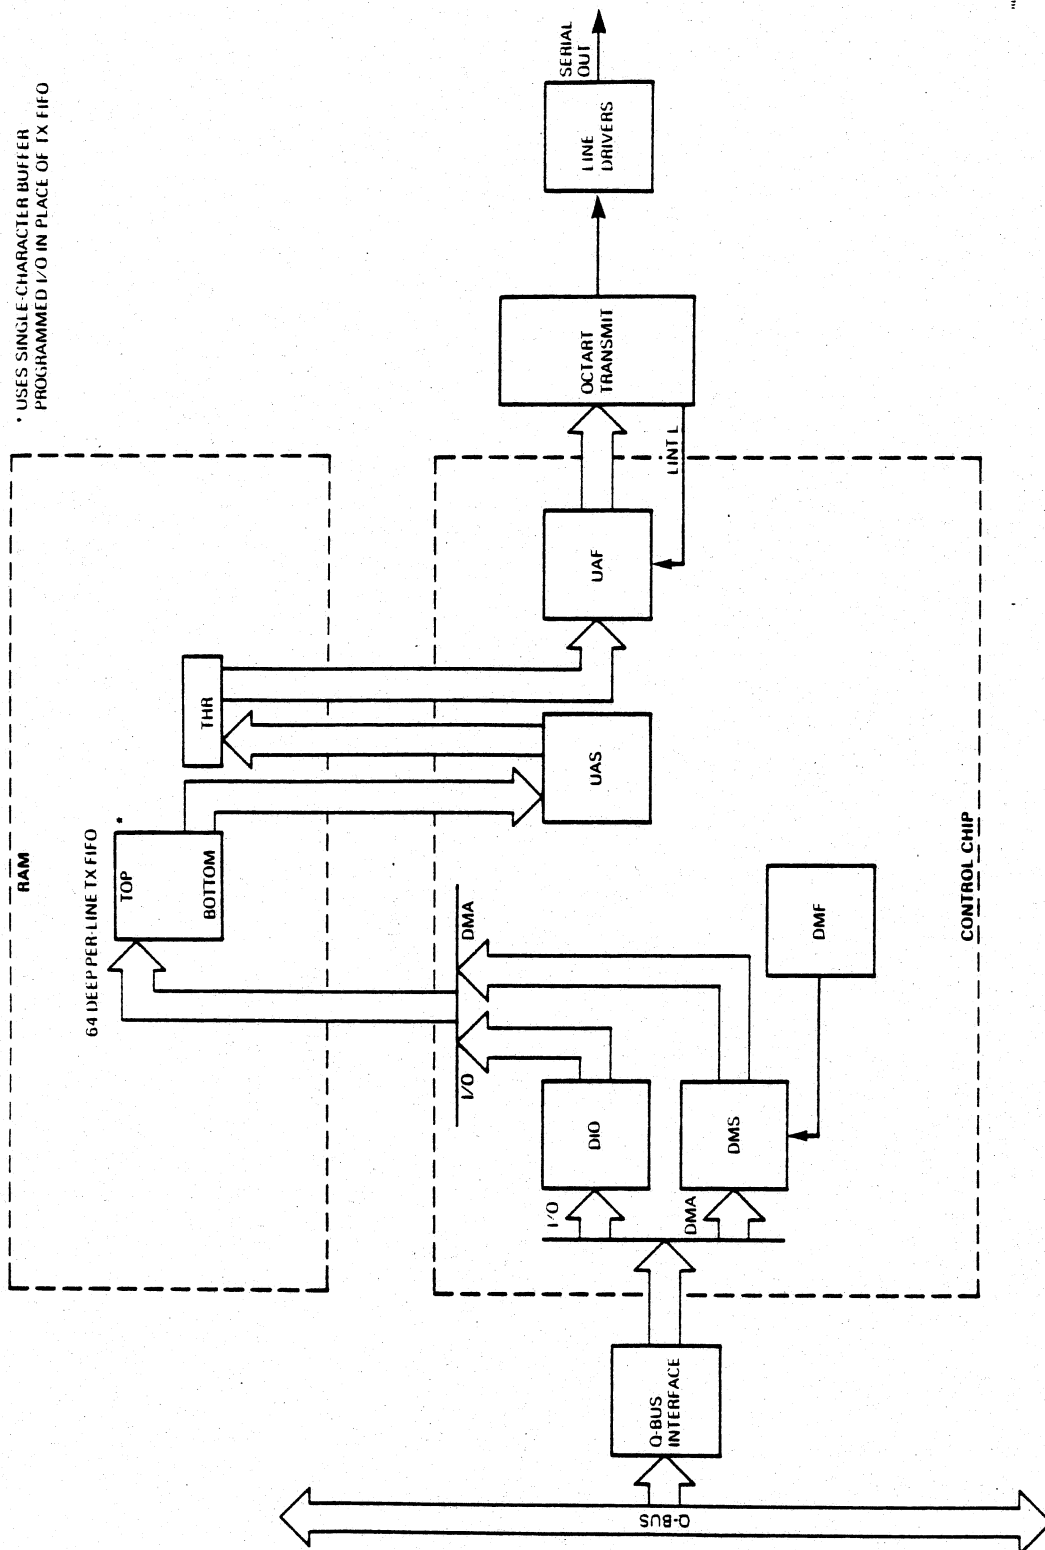 * USES SINGLE-CHARACTER BUFFER
PROGRAMMED I/O IN PLACE OF TX FIFO
RAM
64 DEEP PER-LINE TX FIFO
TOP
*
BOTTOM
THR
I/O
DMA
SERIAL
OUT
Q-BUS
Q-BUS
INTERFACE
I/O
DMA
DIO
DMS
DMF
UAS
UAF
LINT L
OCTART
TRANSMIT
LINE
DRIVERS
CONTROL CHIP